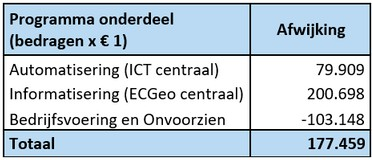 Programma onderdeel Afwijking
(bedragen x € 1)
Automatisering (ICT centraal) 79.909
Informatisering (ECGeo centraal) 200.698
Bedrijfsvoering en Onvoorzien -103.148
Totaal 177.459